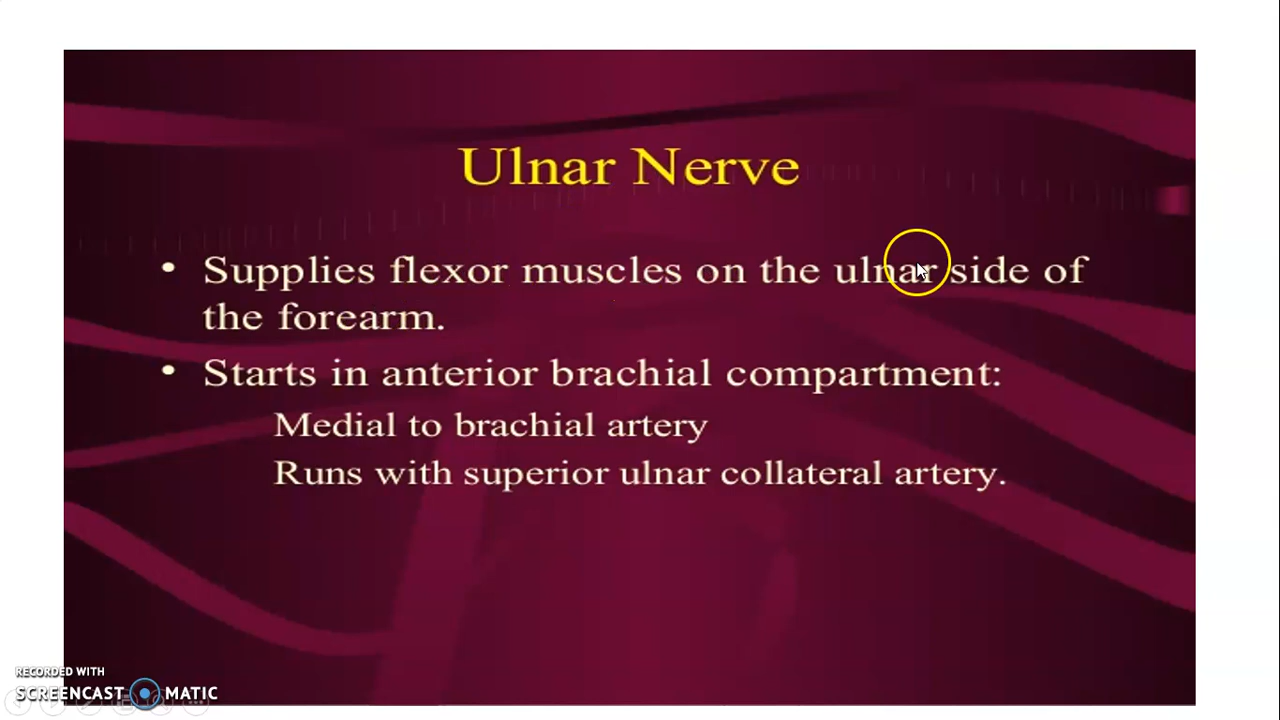 Ulnar Nerve
• Supplies flexor muscles on the ulnar side of
the forearm.
• Starts in anterior brachial compartment:
Medial to brachial artery
Runs with superior ulnar collateral artery.
RECORDED WITH
SCREENCAST MATIC